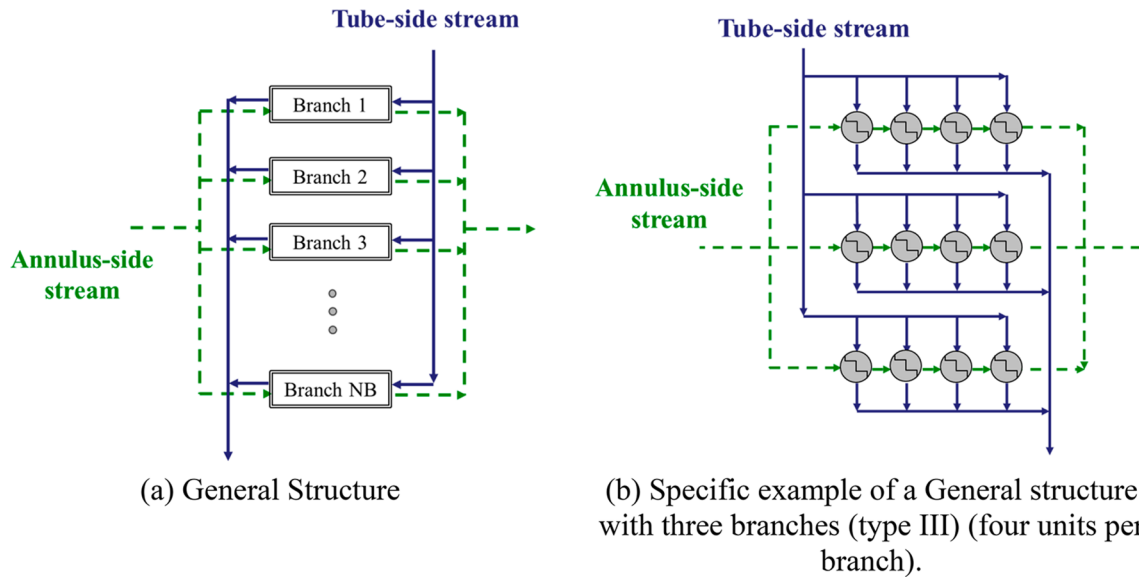 Tube-side stream
Branch 1
Branch 2
Branch 3
Annulus-side
stream
Branch NB
(a) General Structure
Tube-side stream
Annulus-side
stream
(b) Specific example of a General structure
with three branches (type III) (four units per
branch).